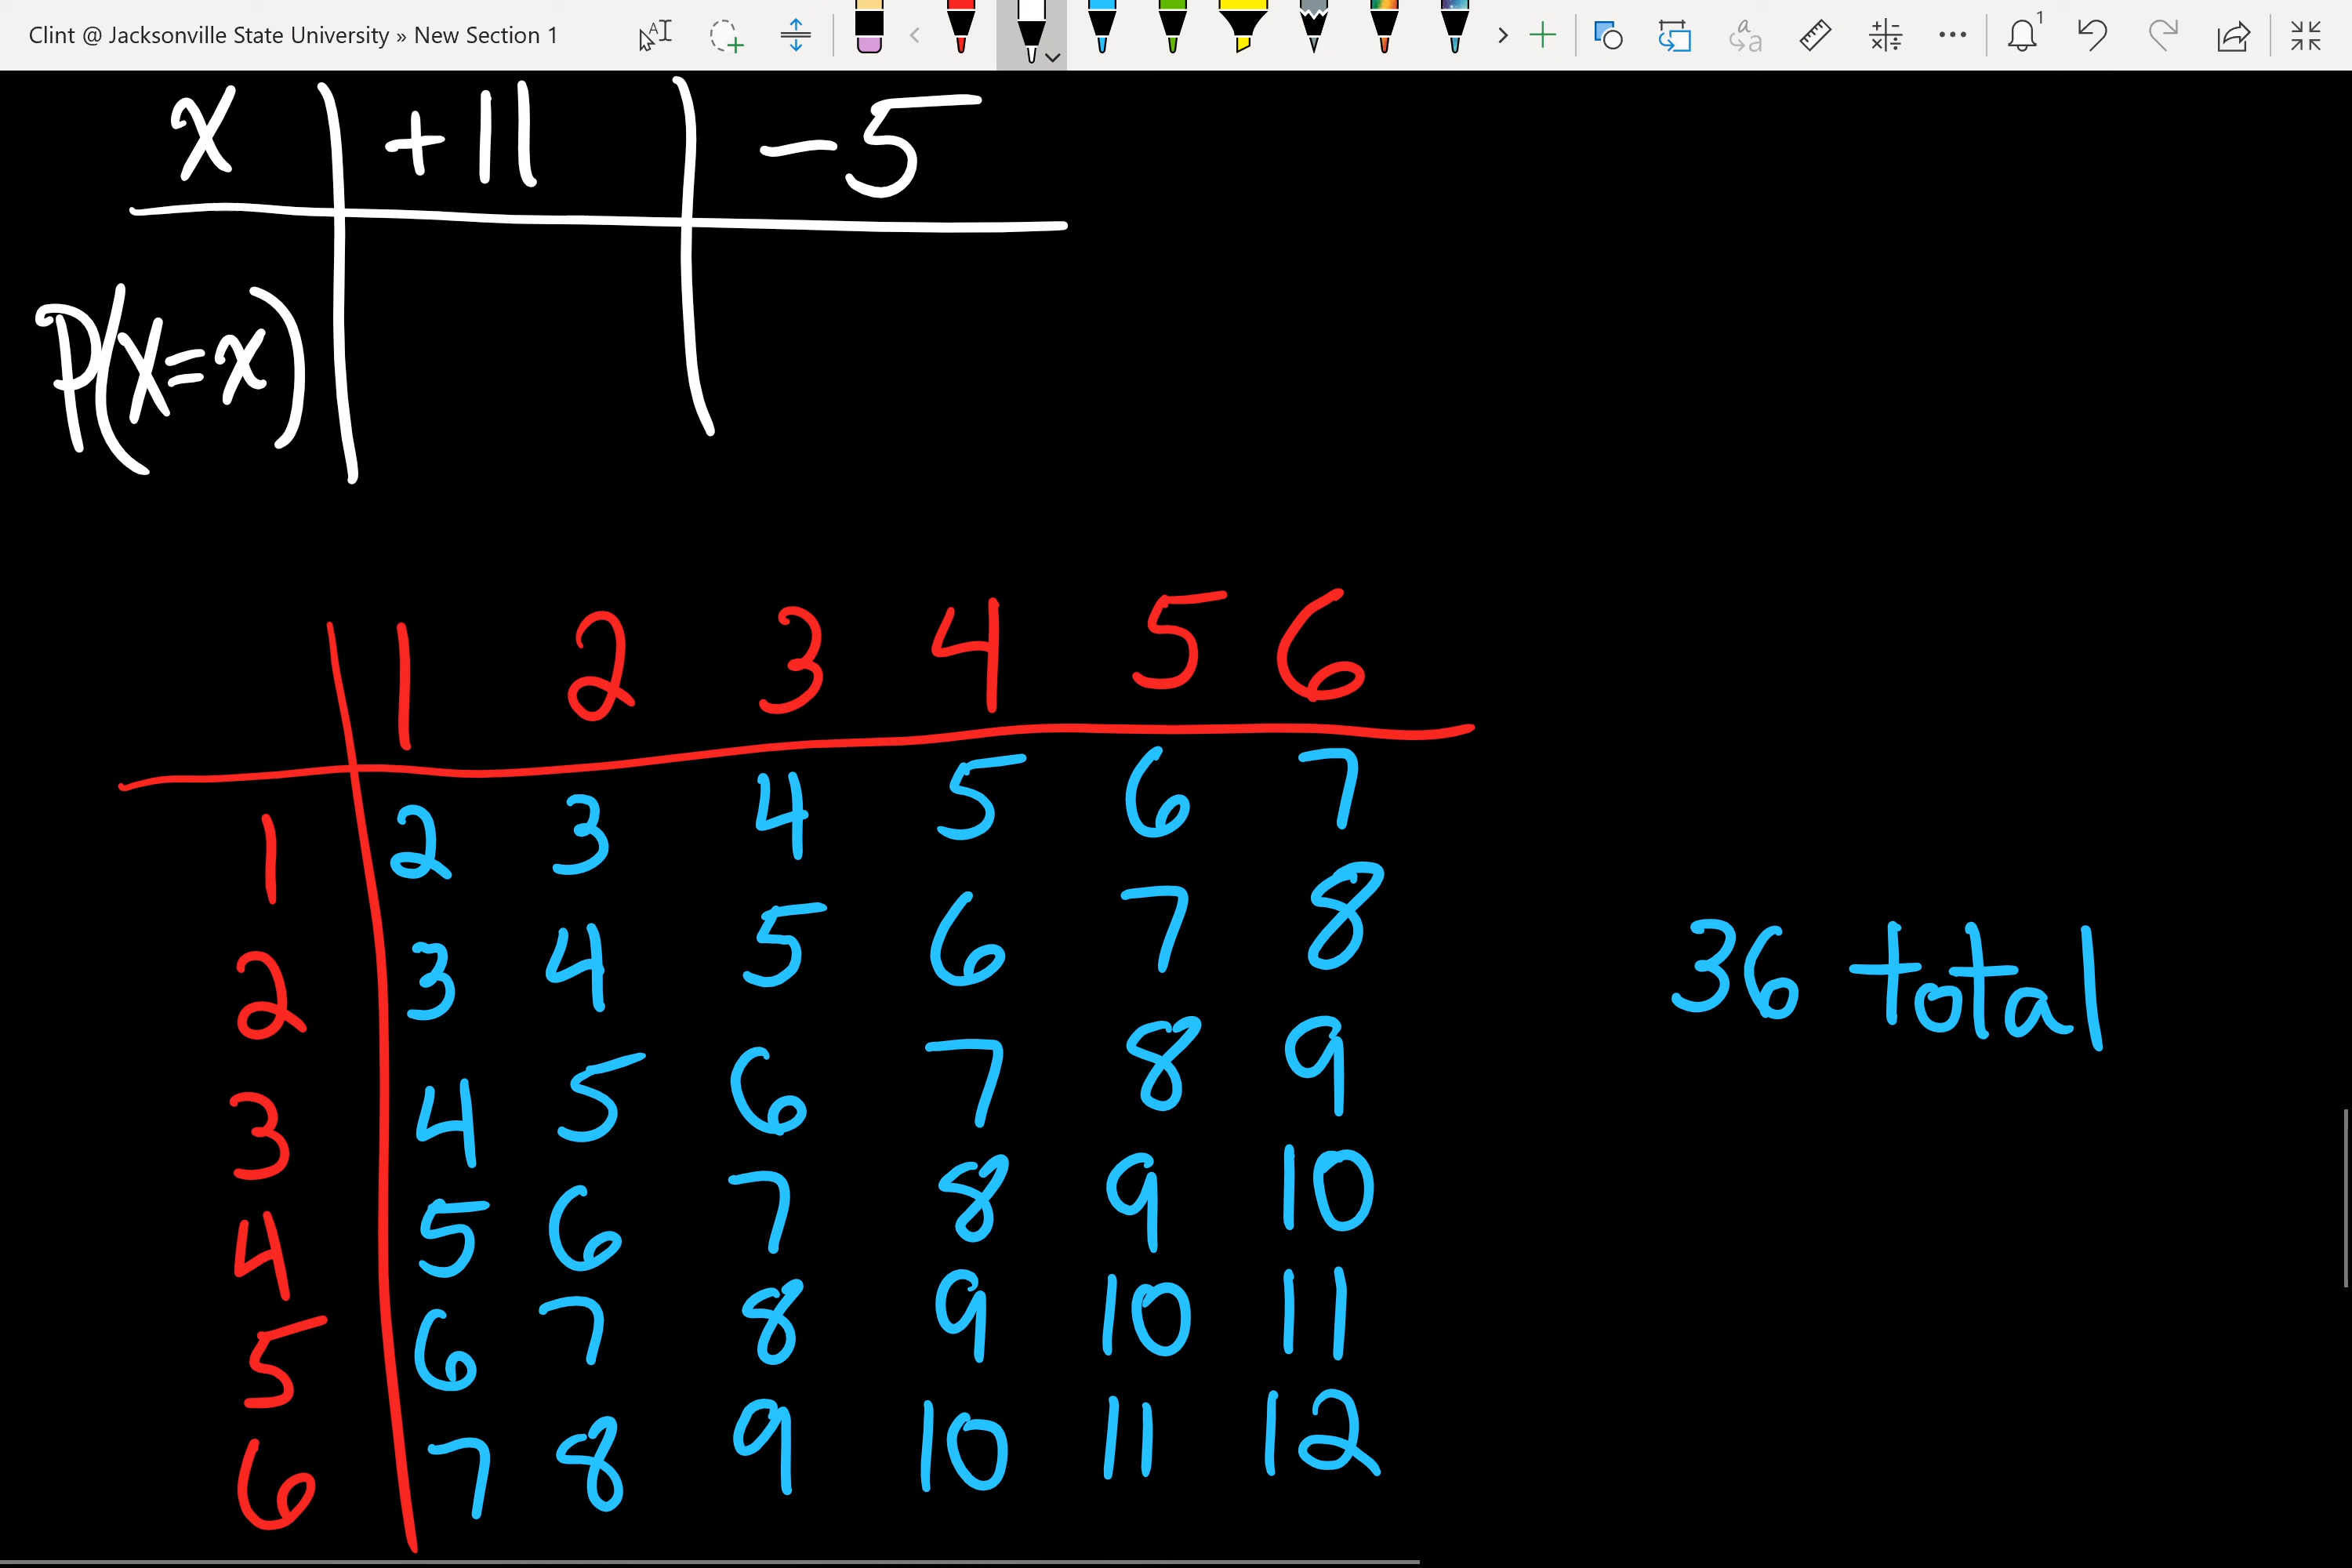 Clint @ Jacksonville State University » New Section 1
x +11 -5
P(X=x)
1 2 3 4 5 6
1 2 3 4 5 6 7
2 3 4 5 6 7 8
36 total
3 4 5 6 7 8 9
4 5 6 7 8 9 10
5 6 7 8 9 10 11
6 7 8 9 10 11 12